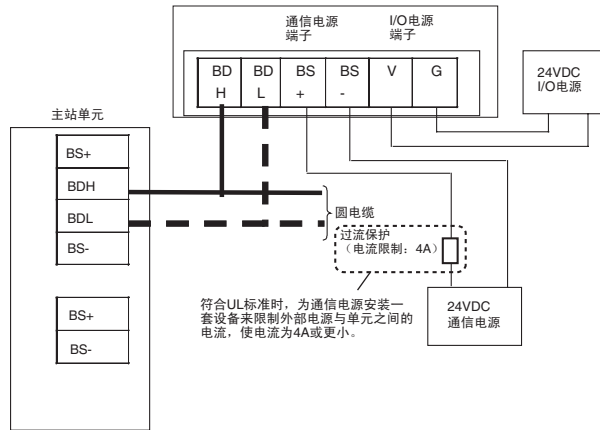 通信电源
端子
I/O电源
端子
BD
H
BD
L
BS
+
BS
-
V
G
24VDC
I/O电源
主站单元
BS+
BDH
BDL
BS-
BS+
BS-
圆电缆
过流保护
（电流限制：4A）
符合UL标准时，为通信电源安装一
套设备来限制外部电源与单元之间的
电流，使电流为4A或更小。
24VDC
通信电源